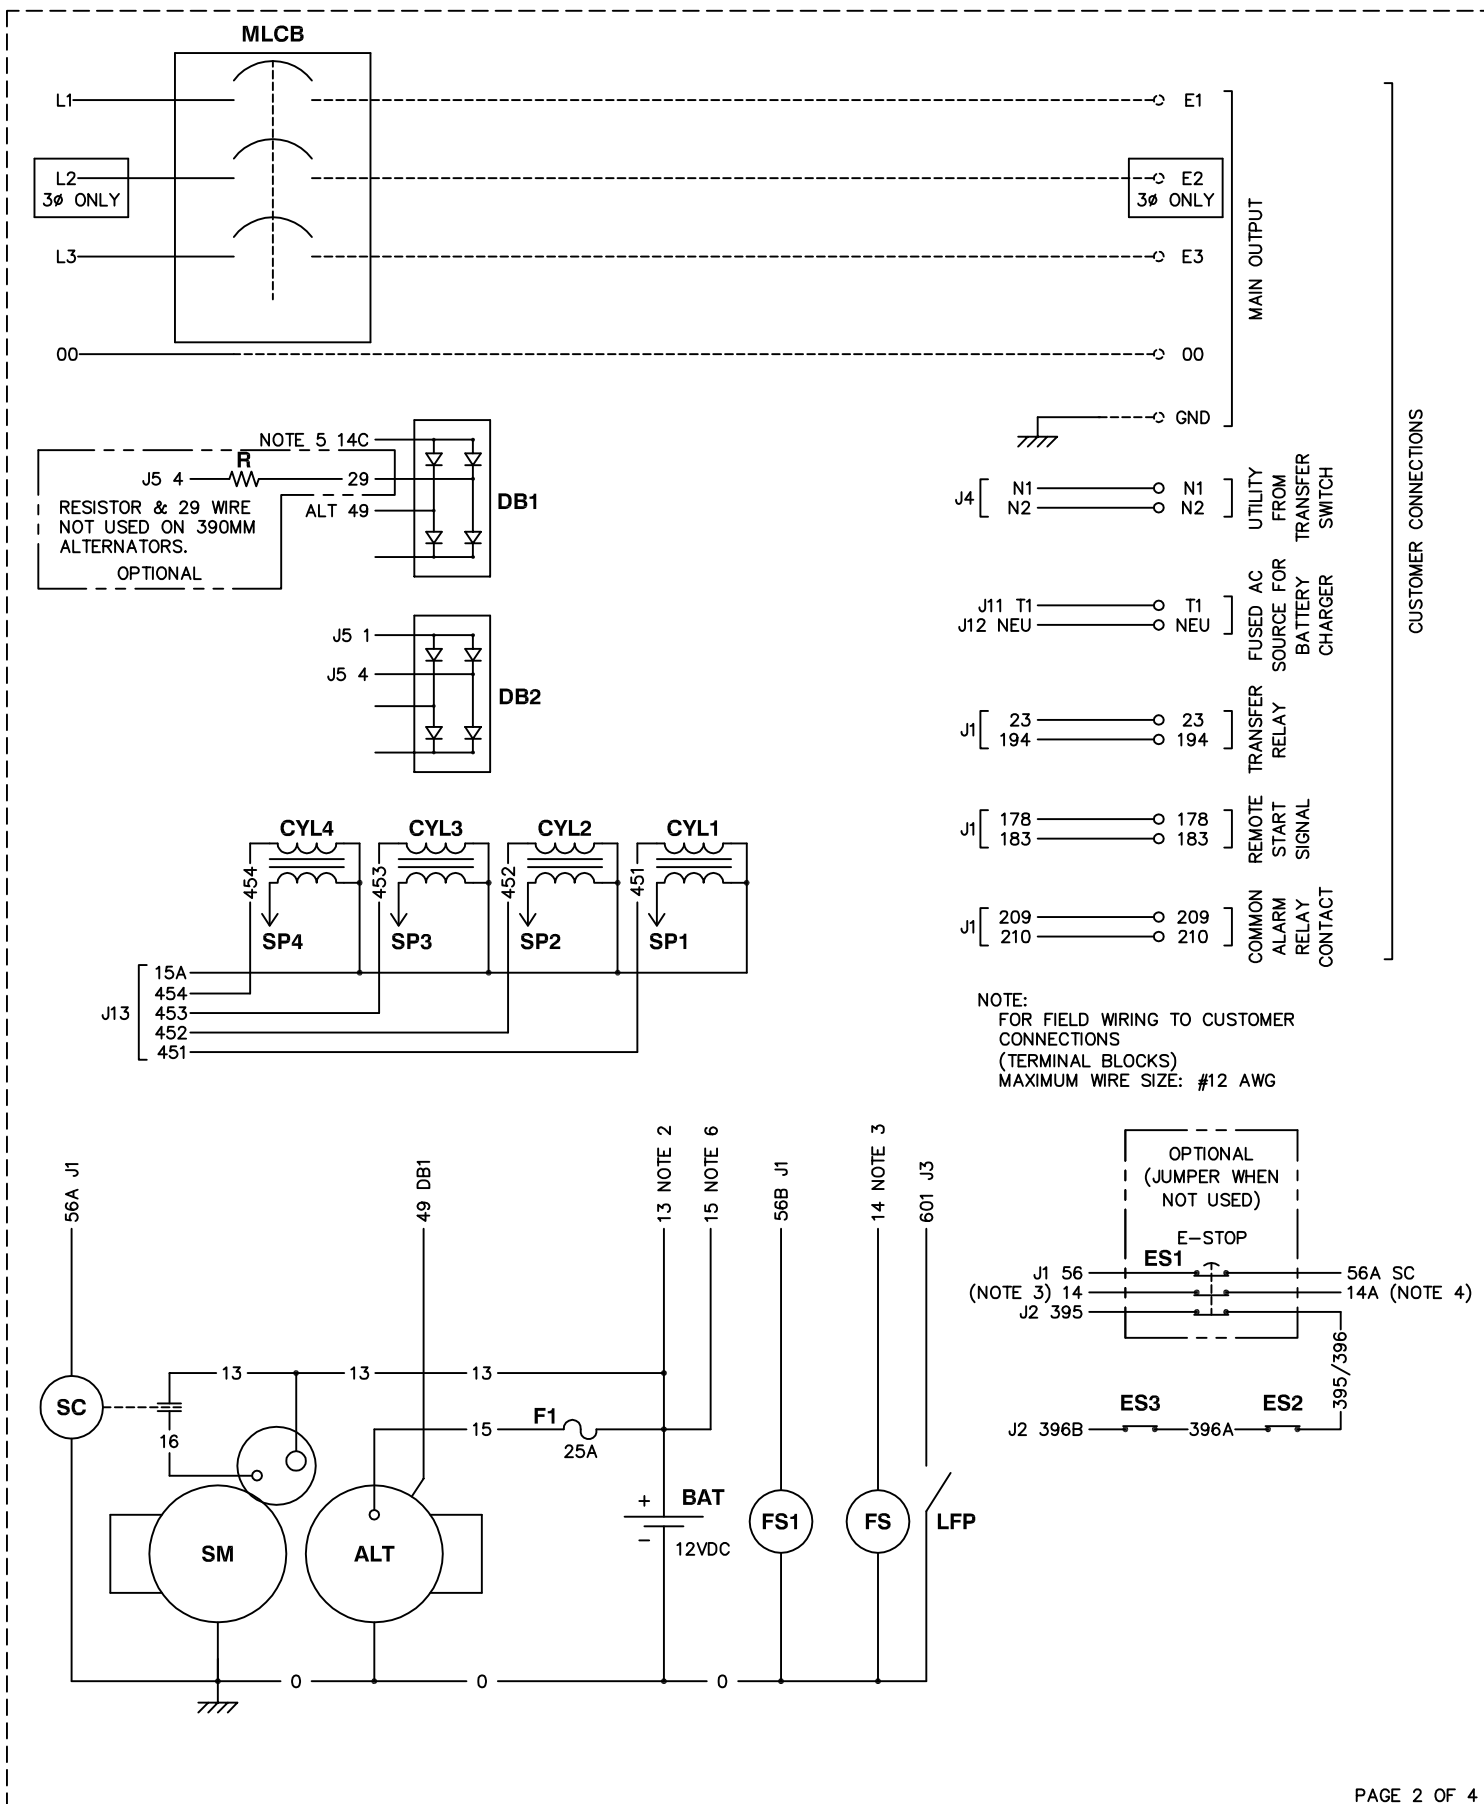 MLCB
L1
E1
L2
3ø ONLY
E2
3ø ONLY
L3
E3
MAIN OUTPUT
00
00
GND
CUSTOMER CONNECTIONS
NOTE 5 14C
R
J5 4
29
ALT 49
DB1
RESISTOR & 29 WIRE
NOT USED ON 390MM
ALTERNATORS.
OPTIONAL
J4
N1
N2
N1
N2
UTILITY
FROM
TRANSFER
SWITCH
J11 T1
J12 NEU
T1
NEU
FUSED AC
SOURCE FOR
BATTERY
CHARGER
J5 1
J5 4
DB2
J1
23
194
23
194
TRANSFER
RELAY
J1
178
183
178
183
REMOTE
START
SIGNAL
J1
209
210
209
210
COMMON
ALARM
RELAY
CONTACT
CYL4
CYL3
CYL2
CYL1
454
453
452
451
SP4
SP3
SP2
SP1
J13
15A
454
453
452
451
NOTE:
FOR FIELD WIRING TO CUSTOMER
CONNECTIONS
(TERMINAL BLOCKS)
MAXIMUM WIRE SIZE: #12 AWG
56A J1
49 DB1
13 NOTE 2
15 NOTE 6
56B J1
14 NOTE 3
601 J3
OPTIONAL
(JUMPER WHEN
NOT USED)
E-STOP
ES1
J1 56
56A SC
(NOTE 3) 14
14A (NOTE 4)
J2 395
395/396
ES3
ES2
J2 396B
396A
SC
13
13
13
16
15
F1
25A
SM
ALT
+
BAT
-
12VDC
FS1
FS
LFP
0
0
0
PAGE 2 OF 4